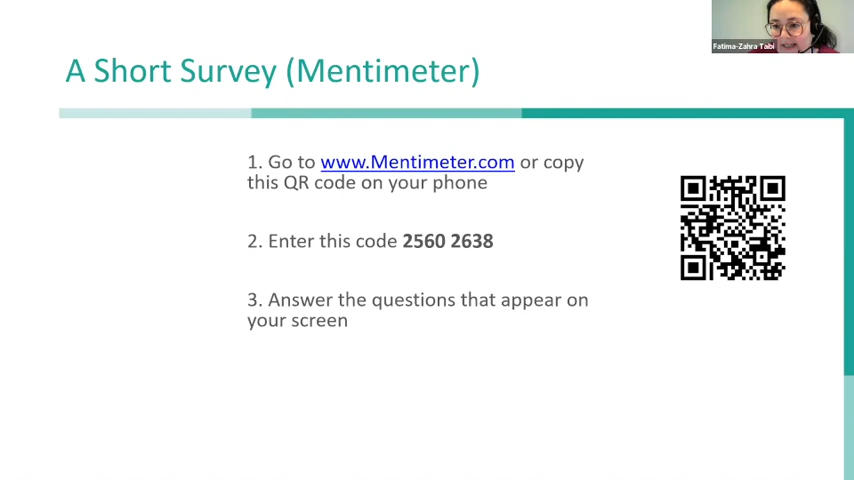 Fatima-Zahra Taibi
A Short Survey (Mentimeter)
1. Go to www.Mentimeter.com or copy
this QR code on your phone
2. Enter this code 2560 2638
3. Answer the questions that appear on
your screen